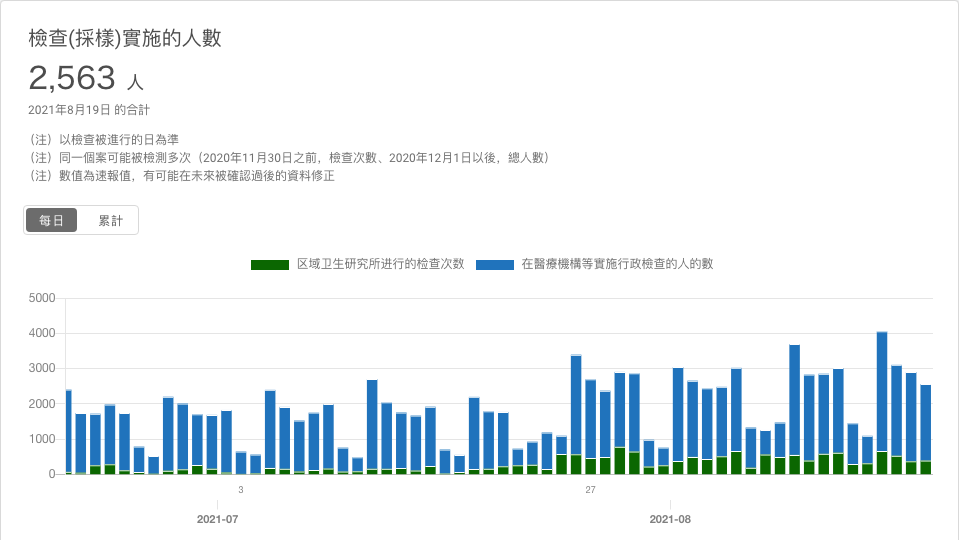 檢查(採樣)實施的人數
2,563 人
2021年8月19日 的合計
（注）以檢查被進行的日為準
（注）同一個案可能被檢測多次（2020年11月30日之前，檢查次數、2020年12月1日以後，總人數）
（注）數值為速報值，有可能在未來被確認過後的資料修正
每日 累計
区域卫生研究所进行的检查次数 在醫療機構等實施行政檢查的人的數
5000
4000
3000
2000
1000
0
3 27
2021-07 2021-08